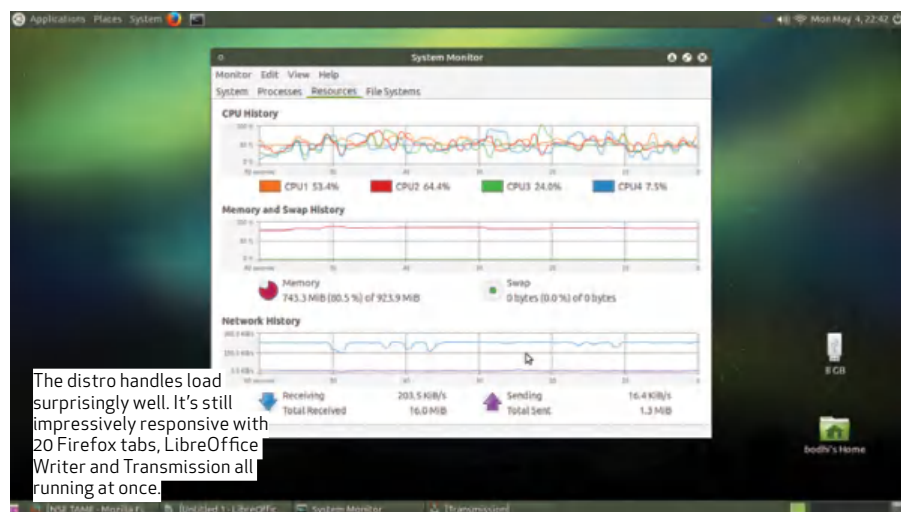 Applications Places System
Mon May 4, 22:42
System Monitor
Monitor Edit View Help
System Processes Resources File Systems
CPU History
CPU1 53.4% CPU2 64.4% CPU3 24.0% CPU4 7.5%
Memory and Swap History
Memory
743.3 MiB (80.5 %) of 923.9 MiB
Swap
0 bytes (0.0 %) of 0 bytes
Network History
Receiving 203.5 KiB/s
Total Received 16.0 MiB
Sending 16.4 KiB/s
Total Sent 1.3 MiB
8 GB
bodhi's Home
The distro handles load
surprisingly well. It's still
impressively responsive with
20 Firefox tabs, LibreOffice
Writer and Transmission all
running at once.
System Monitor
[Transmission]